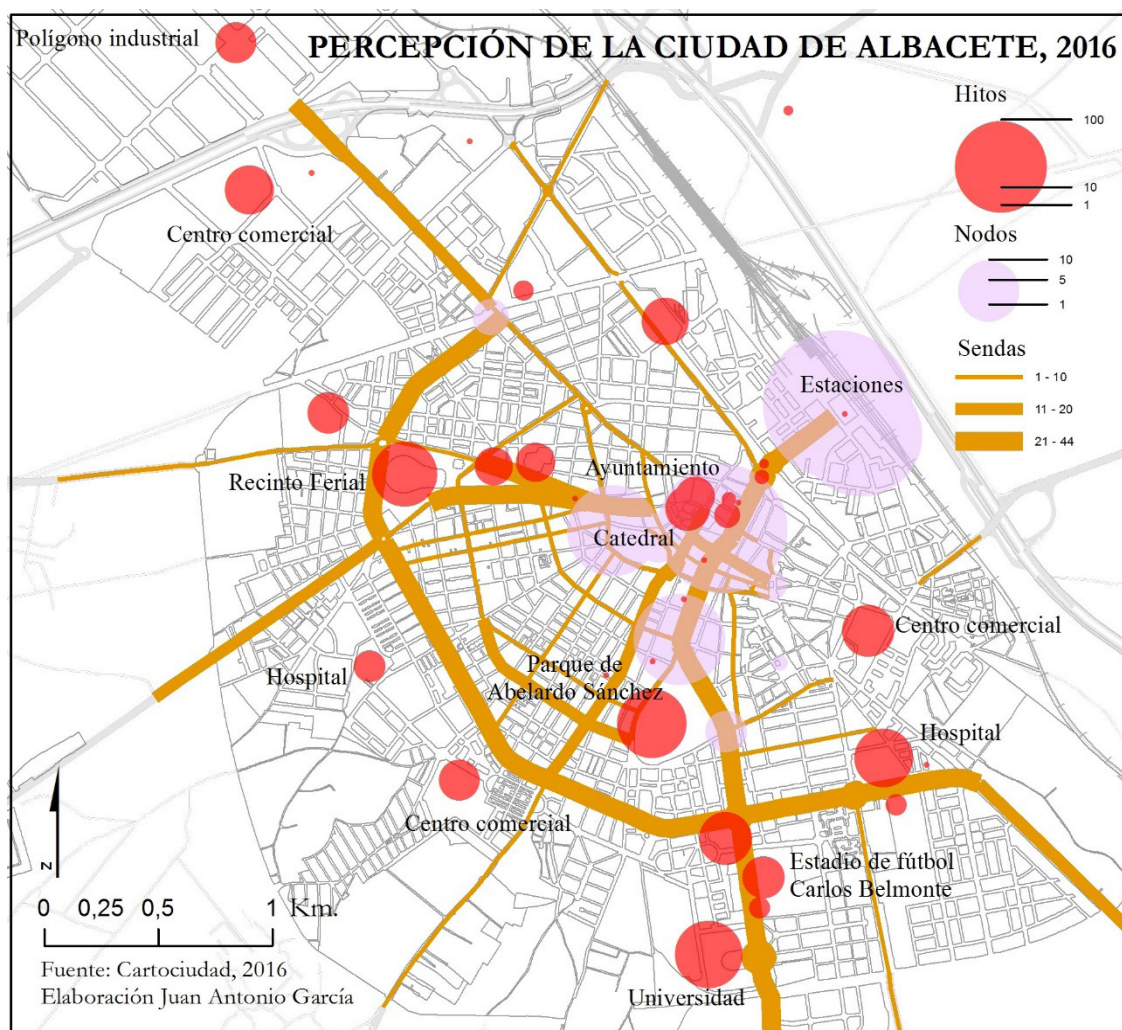 Polígono industrial
PERCEPCIÓN DE LA CIUDAD DE ALBACETE, 2016
Hitos
100
10
1
Nodos
10
5
1
Sendas
1 - 10
11 - 20
21 - 44
Centro comercial
Estaciones
Recinto Ferial
Ayuntamiento
Catedral
Centro comercial
Hospital
Parque de
Abelardo Sánchez
Hospital
Centro comercial
Estadio de fútbol
Carlos Belmonte
Universidad
N
0 0,25 0,5 1 Km.
Fuente: Cartociudad, 2016
Elaboración Juan Antonio García